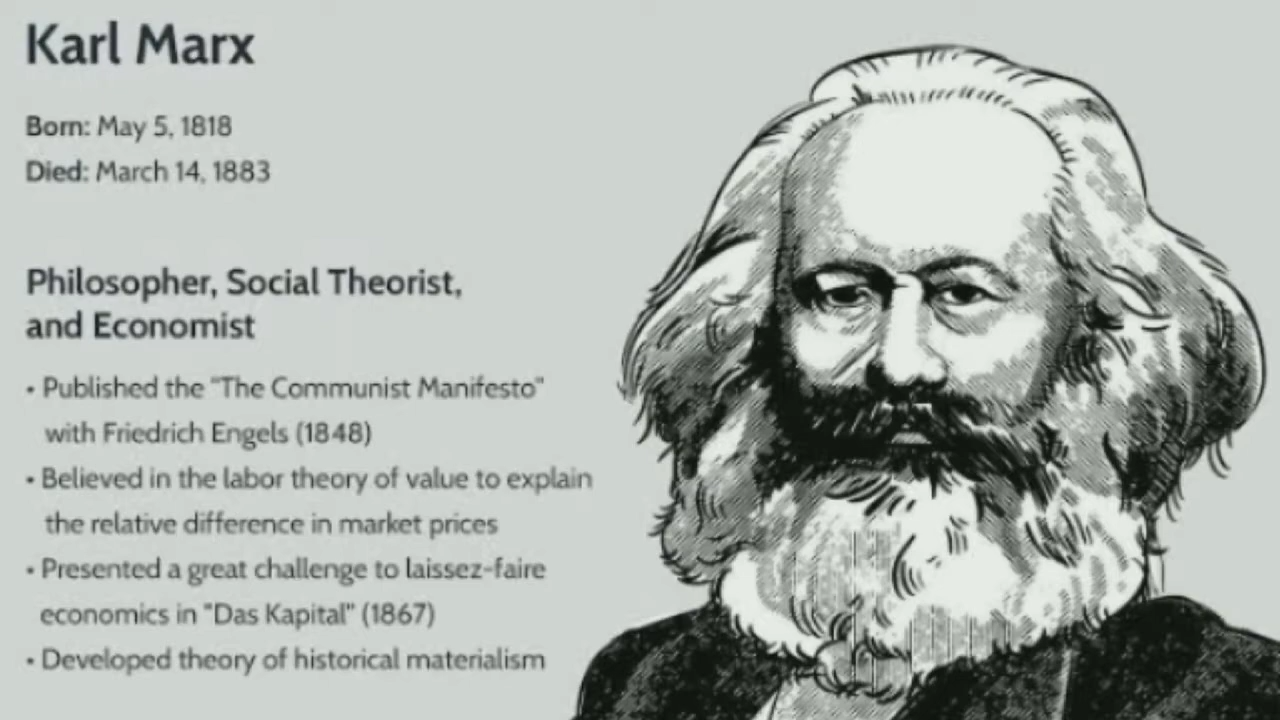 Karl Marx
Born: May 5, 1818
Died: March 14, 1883
Philosopher, Social Theorist,
and Economist
• Published the "The Communist Manifesto"
with Friedrich Engels (1848)
• Believed in the labor theory of value to explain
the relative difference in market prices
• Presented a great challenge to laissez-faire
economics in "Das Kapital" (1867)
• Developed theory of historical materialism